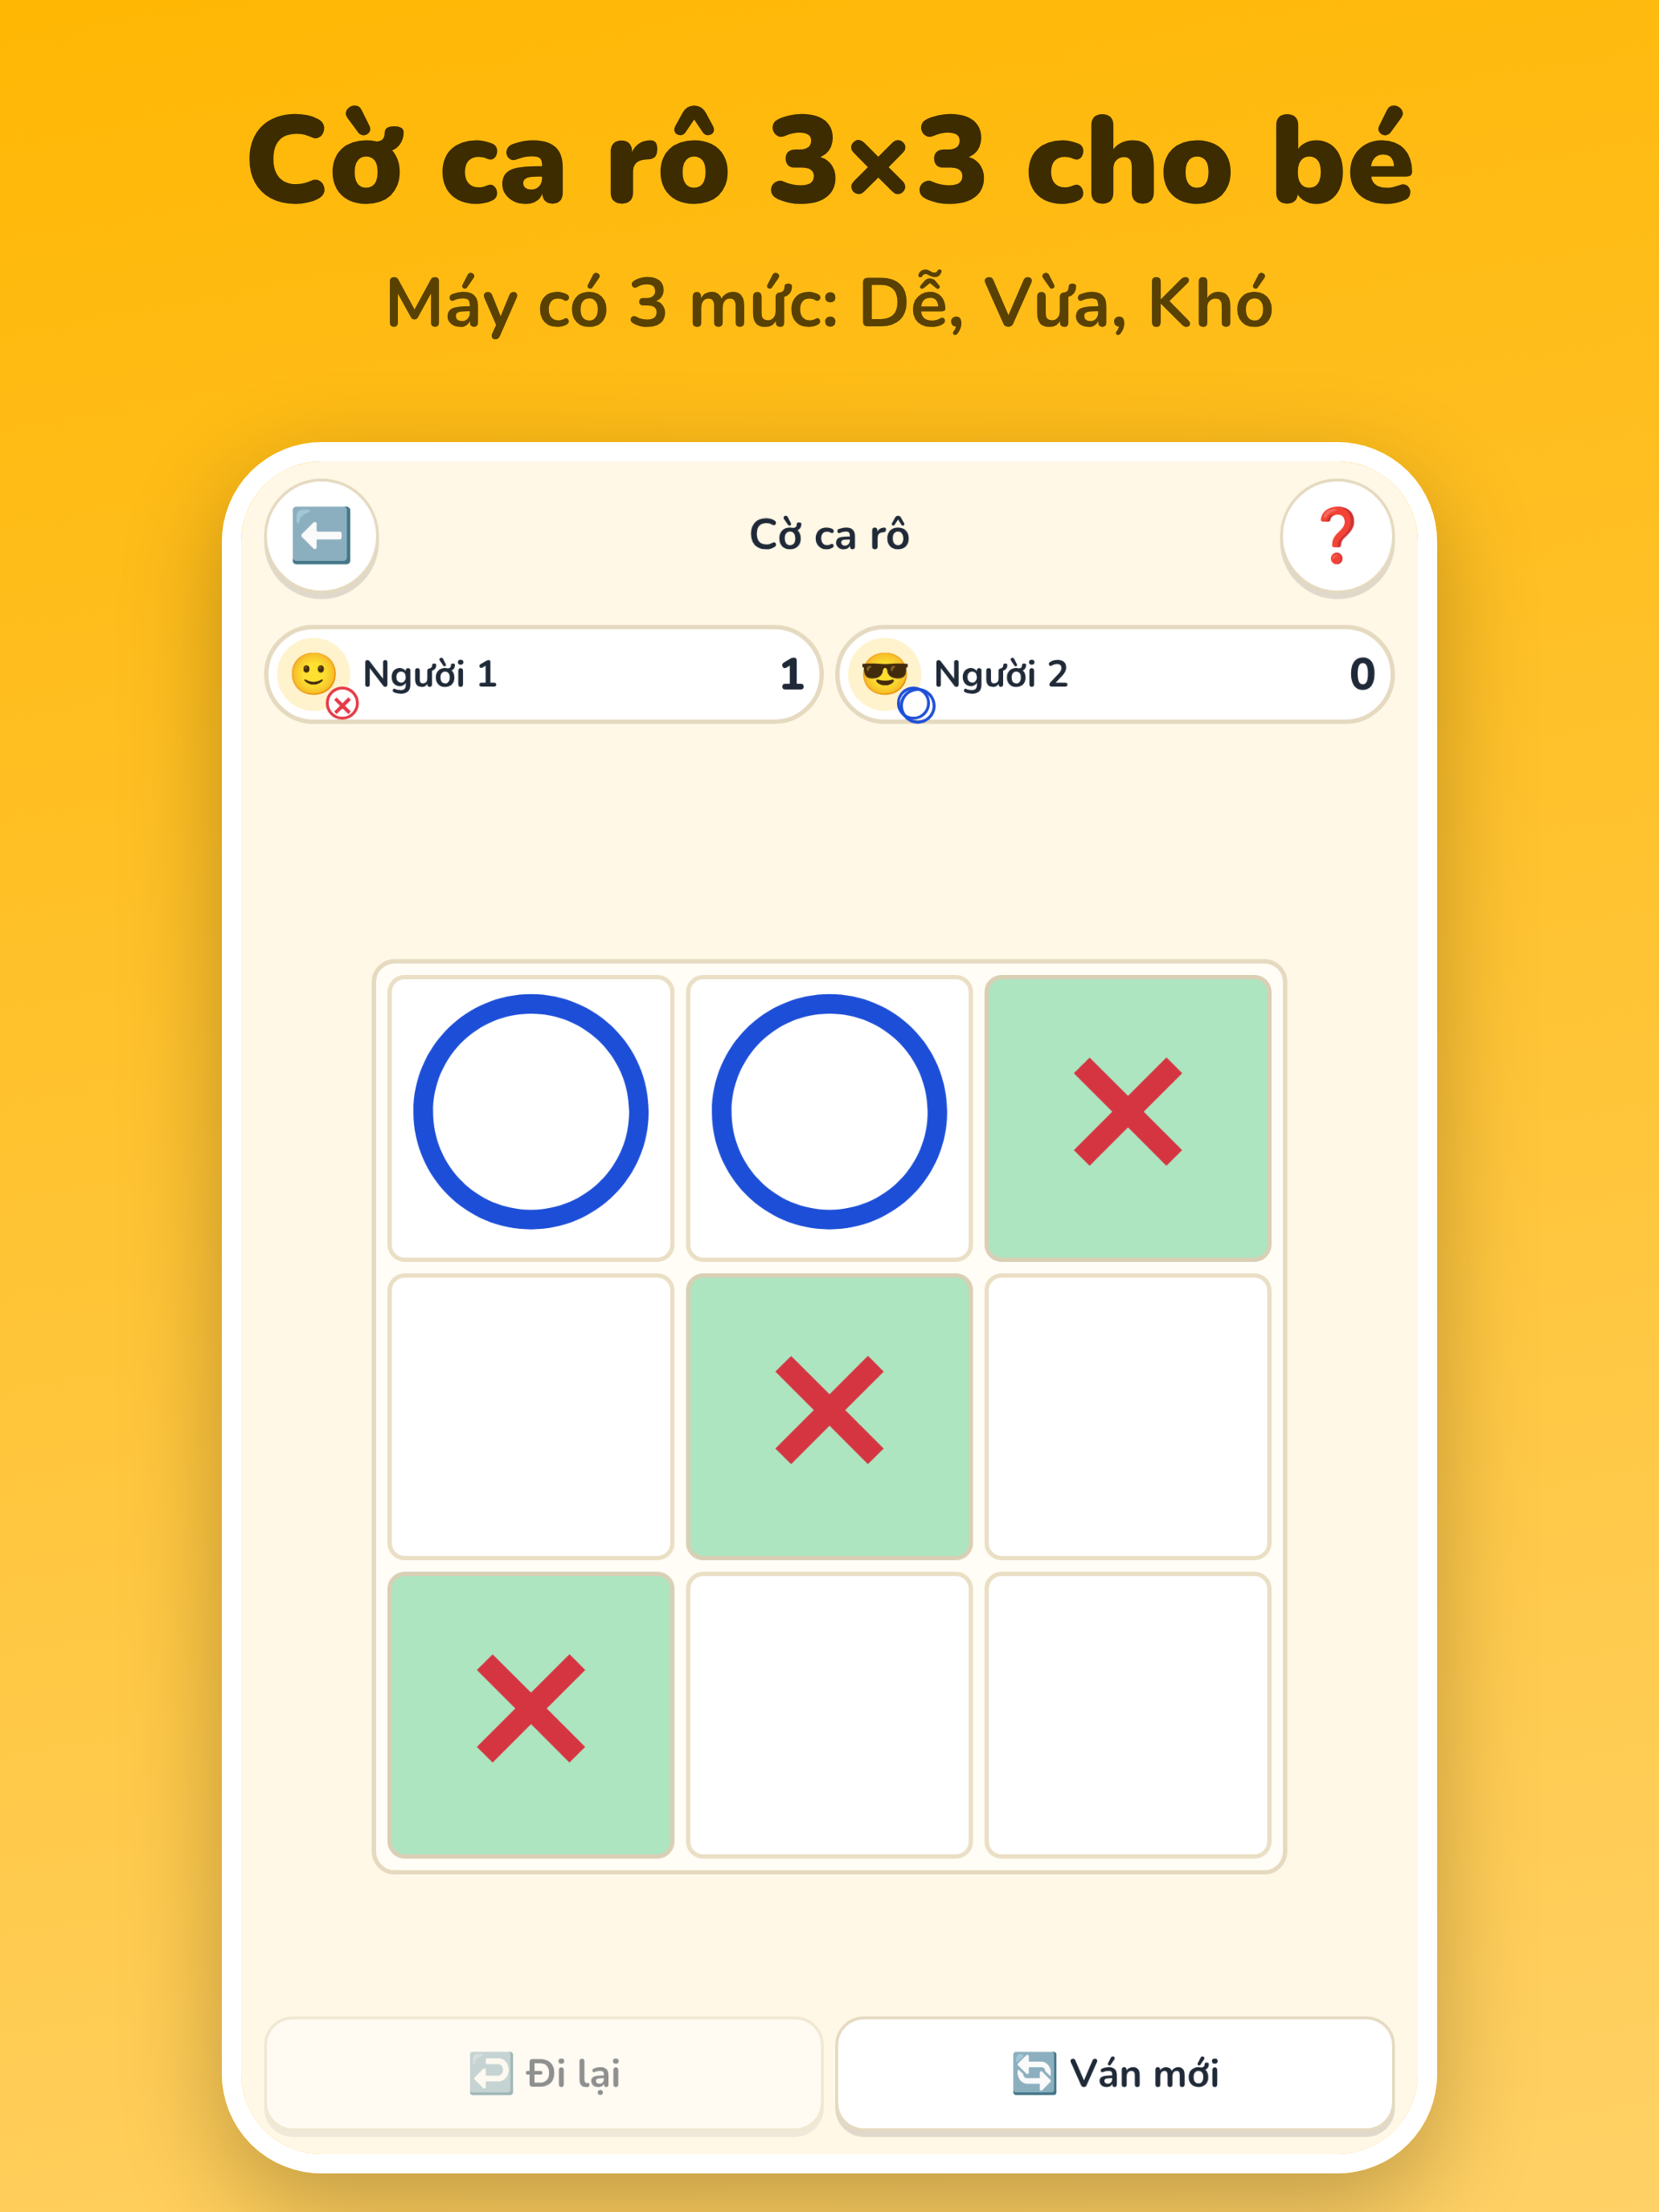 Cờ ca rô 3×3 cho bé
Máy có 3 mức: Dễ, Vừa, Khó
Cờ ca rô
Người 1 1
Người 2 0
Đi lại
Ván mới